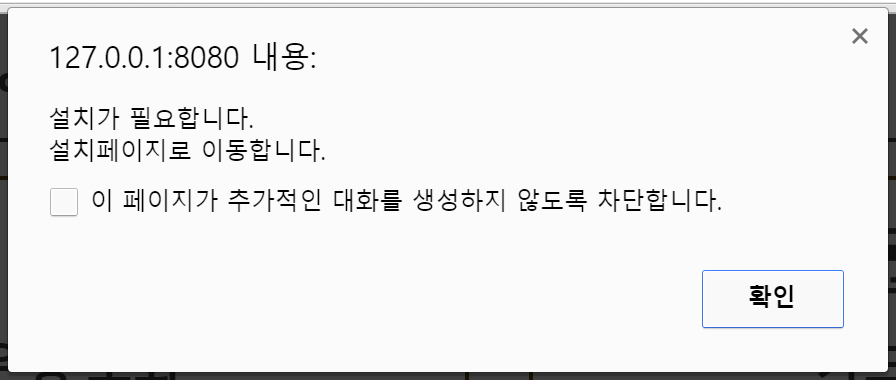 127.0.0.1:8080 내용:
설치가 필요합니다.
설치페이지로 이동합니다.
이 페이지가 추가적인 대화를 생성하지 않도록 차단합니다.
확인